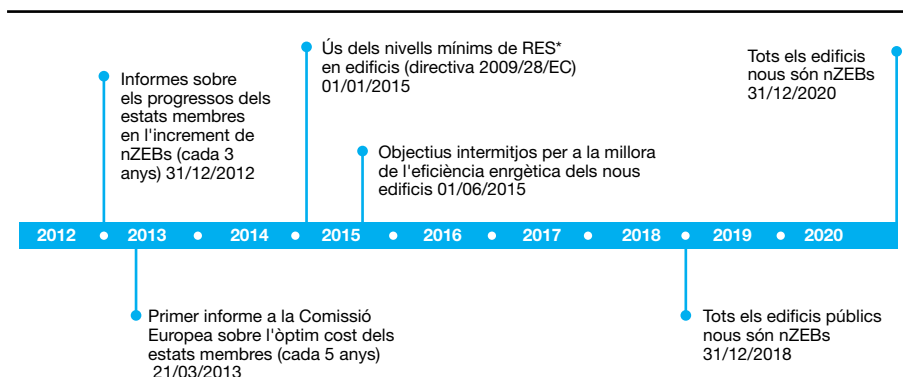 Ús dels nivells mínims de RES*
en edificis (directiva 2009/28/EC)
01/01/2015
Tots els edificis
nous són nZEBs
31/12/2020
Informes sobre
els progressos dels
estats membres
en l'increment de
nZEBs (cada 3
anys) 31/12/2012
Objectius intermitjos per a la millora
de l'eficiència enrgètica dels nous
edificis 01/06/2015
2012 2013 2014 2015 2016 2017 2018 2019 2020
Primer informe a la Comissió
Europea sobre l'òptim cost dels
estats membres (cada 5 anys)
21/03/2013
Tots els edificis públics
nous són nZEBs
31/12/2018